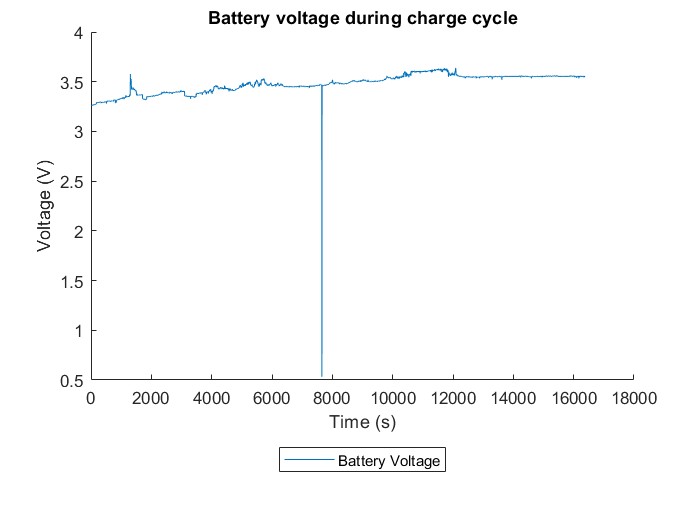 Battery voltage during charge cycle
4
3.5
3
2.5
2
1.5
1
0.5
Voltage (V)
0 2000 4000 6000 8000 10000 12000 14000 16000 18000
Time (s)
Battery Voltage